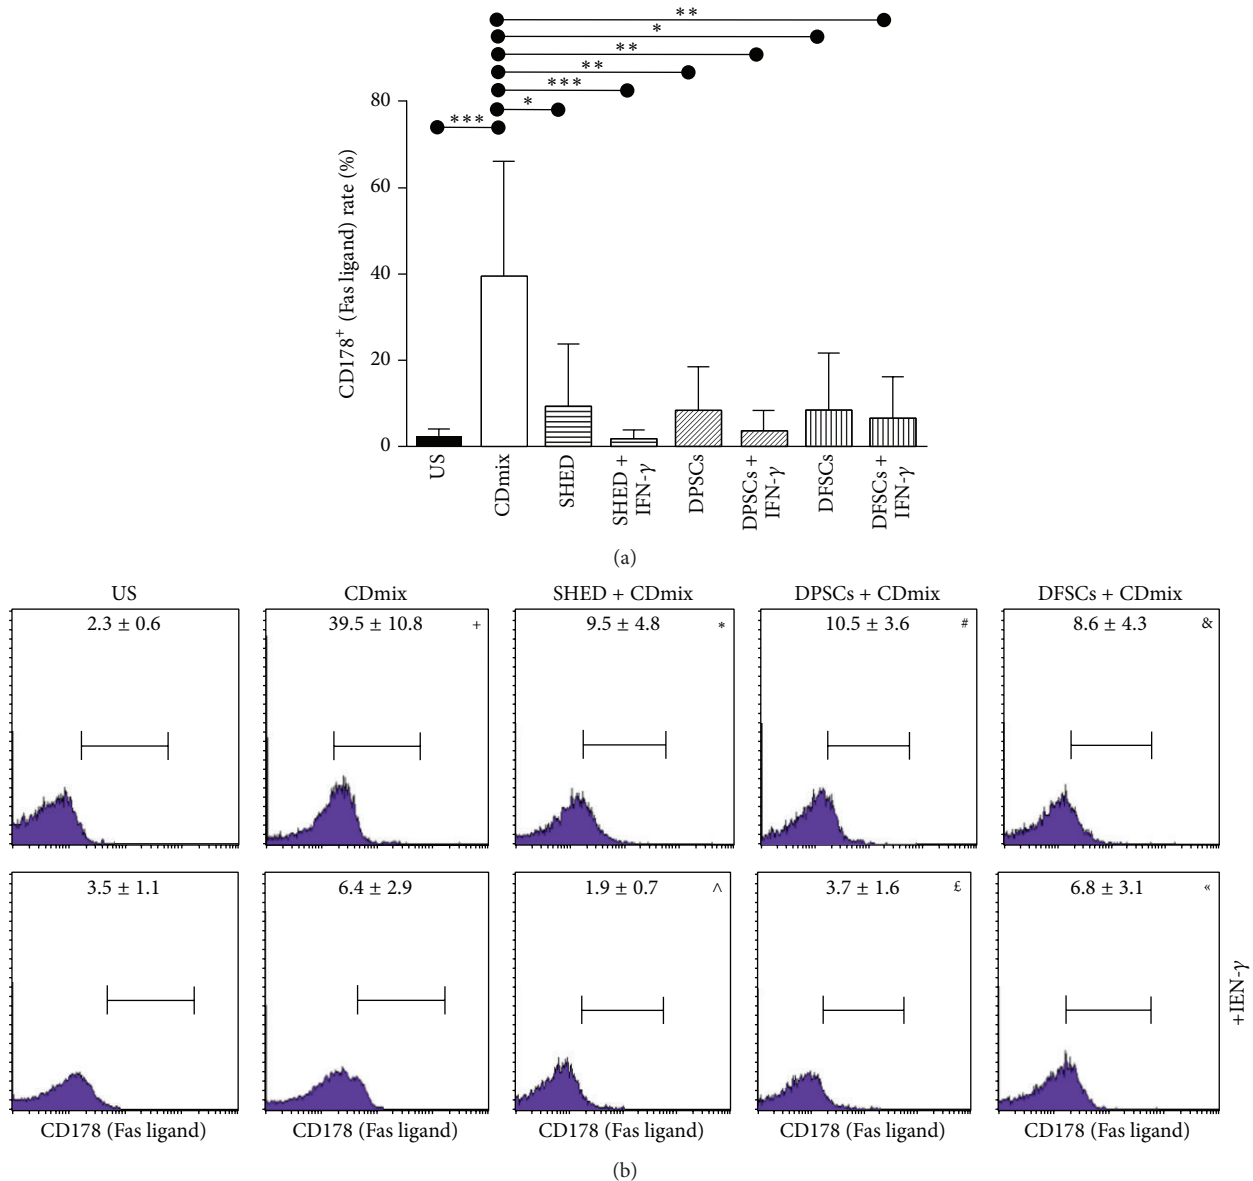 **
*
**
**
***
*
***
80
60
40
20
0
CD178+ (Fas ligand) rate (%)
US
CDmix
SHED
SHED +
IFN-γ
DPSCs
DPSCs +
IFN-γ
DFSCs
DFSCs +
IFN-γ
(a)
US CDmix SHED + CDmix DPSCs + CDmix DFSCs + CDmix
2.3 ± 0.6 39.5 ± 10.8 + 9.5 ± 4.8 * 10.5 ± 3.6 # 8.6 ± 4.3 &
3.5 ± 1.1 6.4 ± 2.9 1.9 ± 0.7 ^ 3.7 ± 1.6 £ 6.8 ± 3.1 «
+IEN-γ
CD178 (Fas ligand) CD178 (Fas ligand) CD178 (Fas ligand) CD178 (Fas ligand) CD178 (Fas ligand)
(b)